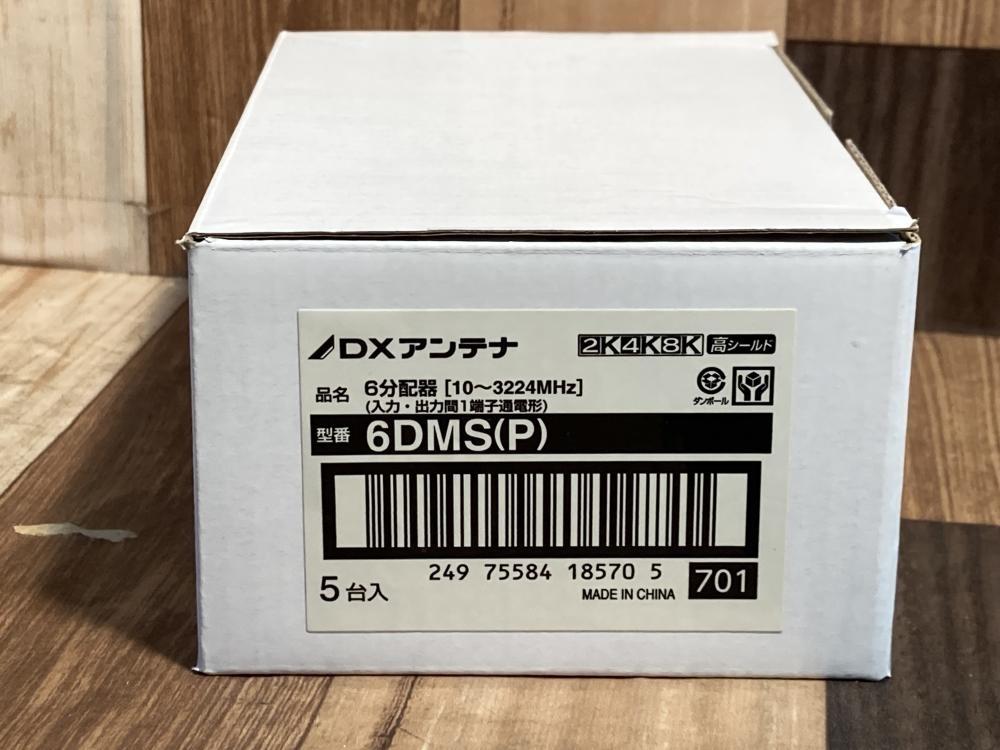 DXアンテナ 2K4K8K 高シールド
品名 6分配器 [10〜3224MHz]
(入力・出力間1端子通電形)
ダンボール
型番 6DMS(P)
249 75584 18570 5
5台入 MADE IN CHINA 701